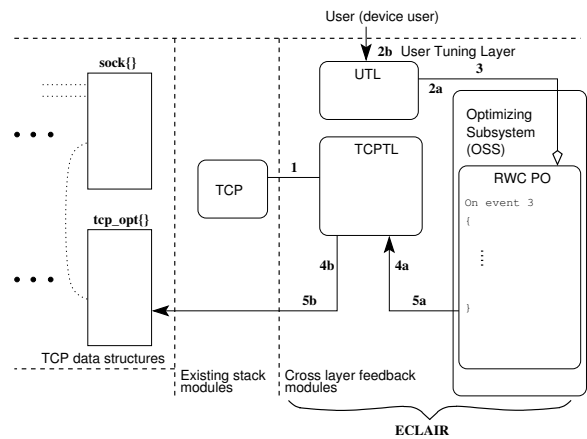 User (device user)
2b
User Tuning Layer
sock{}
UTL
3
2a
Optimizing
Subsystem
(OSS)
TCPTL
1
TCP
RWC PO
On event 3
{
tcp_opt{}
4b
4a
5b
5a
}
TCP data structures
Existing stack
modules
Cross layer feedback
modules
ECLAIR